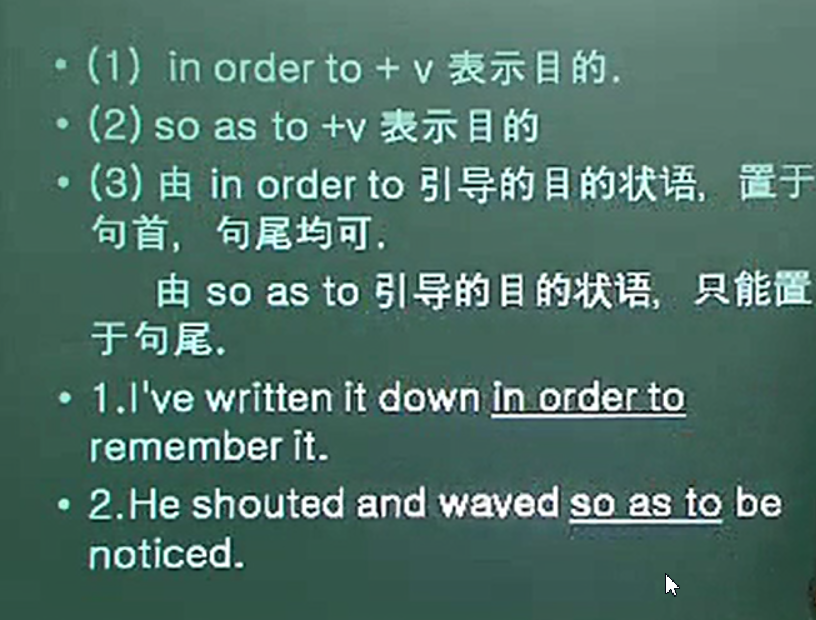 • (1) in order to + v 表示目的.
• (2) so as to +v 表示目的
• (3) 由 in order to 引导的目的状语, 置于
句首, 句尾均可.
由 so as to 引导的目的状语, 只能置
于句尾.
• 1.I've written it down in order to
remember it.
• 2.He shouted and waved so as to be
noticed.